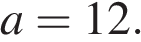 a = 12.